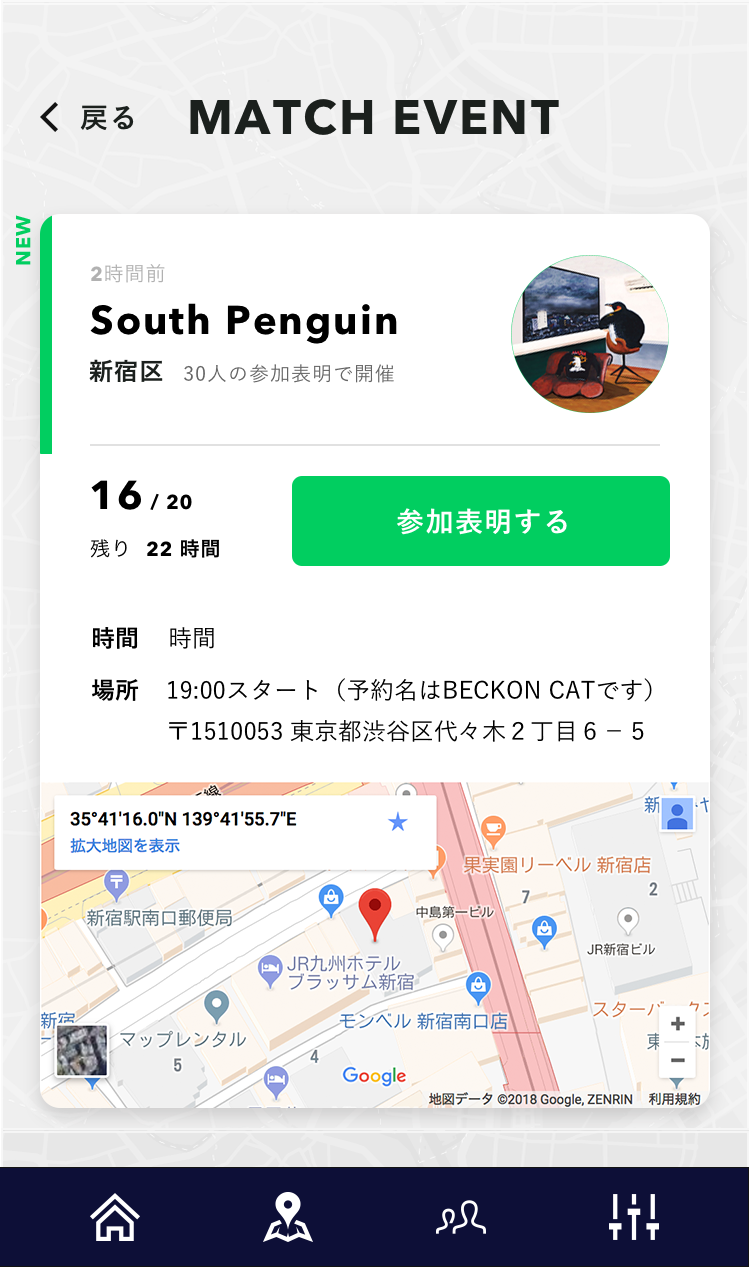 戻る MATCH EVENT
NEW
2時間前
South Penguin
新宿区 30人の参加表明で開催
16 / 20
参加表明する
残り 22 時間
時間 時間
場所 19:00スタート（予約名はBECKON CATです）
〒1510053 東京都渋谷区代々木２丁目６－５
35°41'16.0"N 139°41'55.7"E
拡大地図を表示
果実園リーベル 新宿店
2
7
新宿駅南口郵便局
中島第一ビル
JR新宿ビル
JR九州ホテル
ブラッサム新宿
モンベル 新宿南口店
新宿
マップレンタル
5
4
+
−
Google
地図データ ©2018 Google, ZENRIN 利用規約